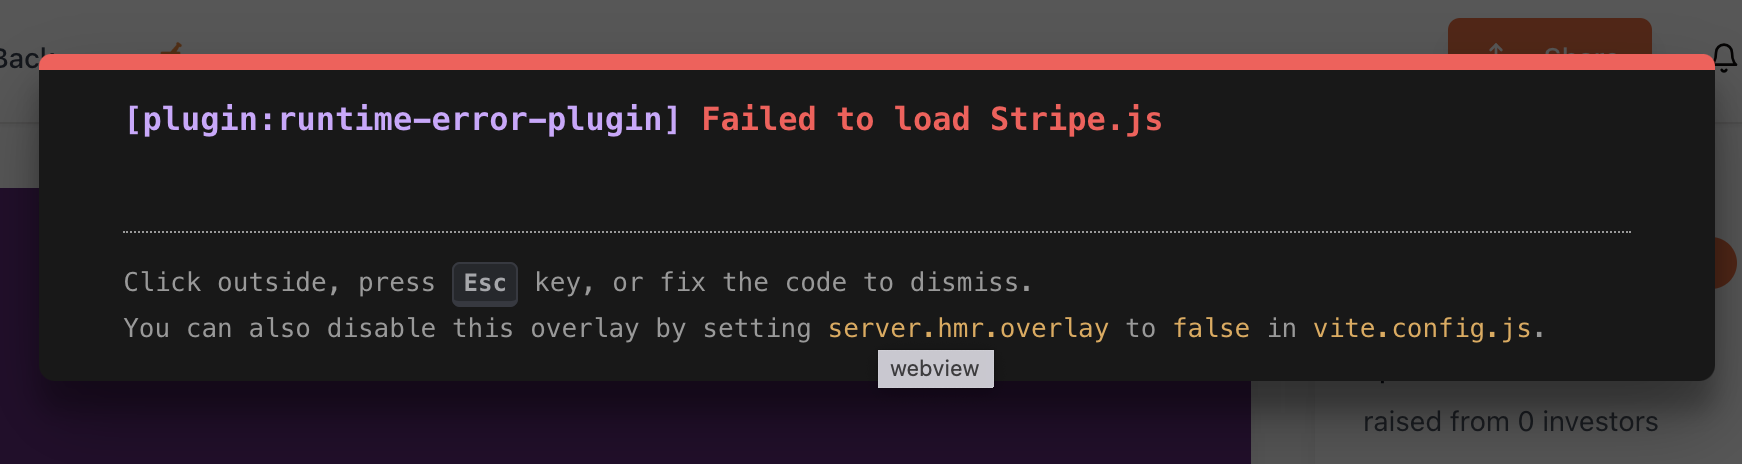 Back
Share
[plugin:runtime-error-plugin] Failed to load Stripe.js
Click outside, press Esc key, or fix the code to dismiss.
You can also disable this overlay by setting server.hmr.overlay to false in vite.config.js.
webview
raised from 0 investors